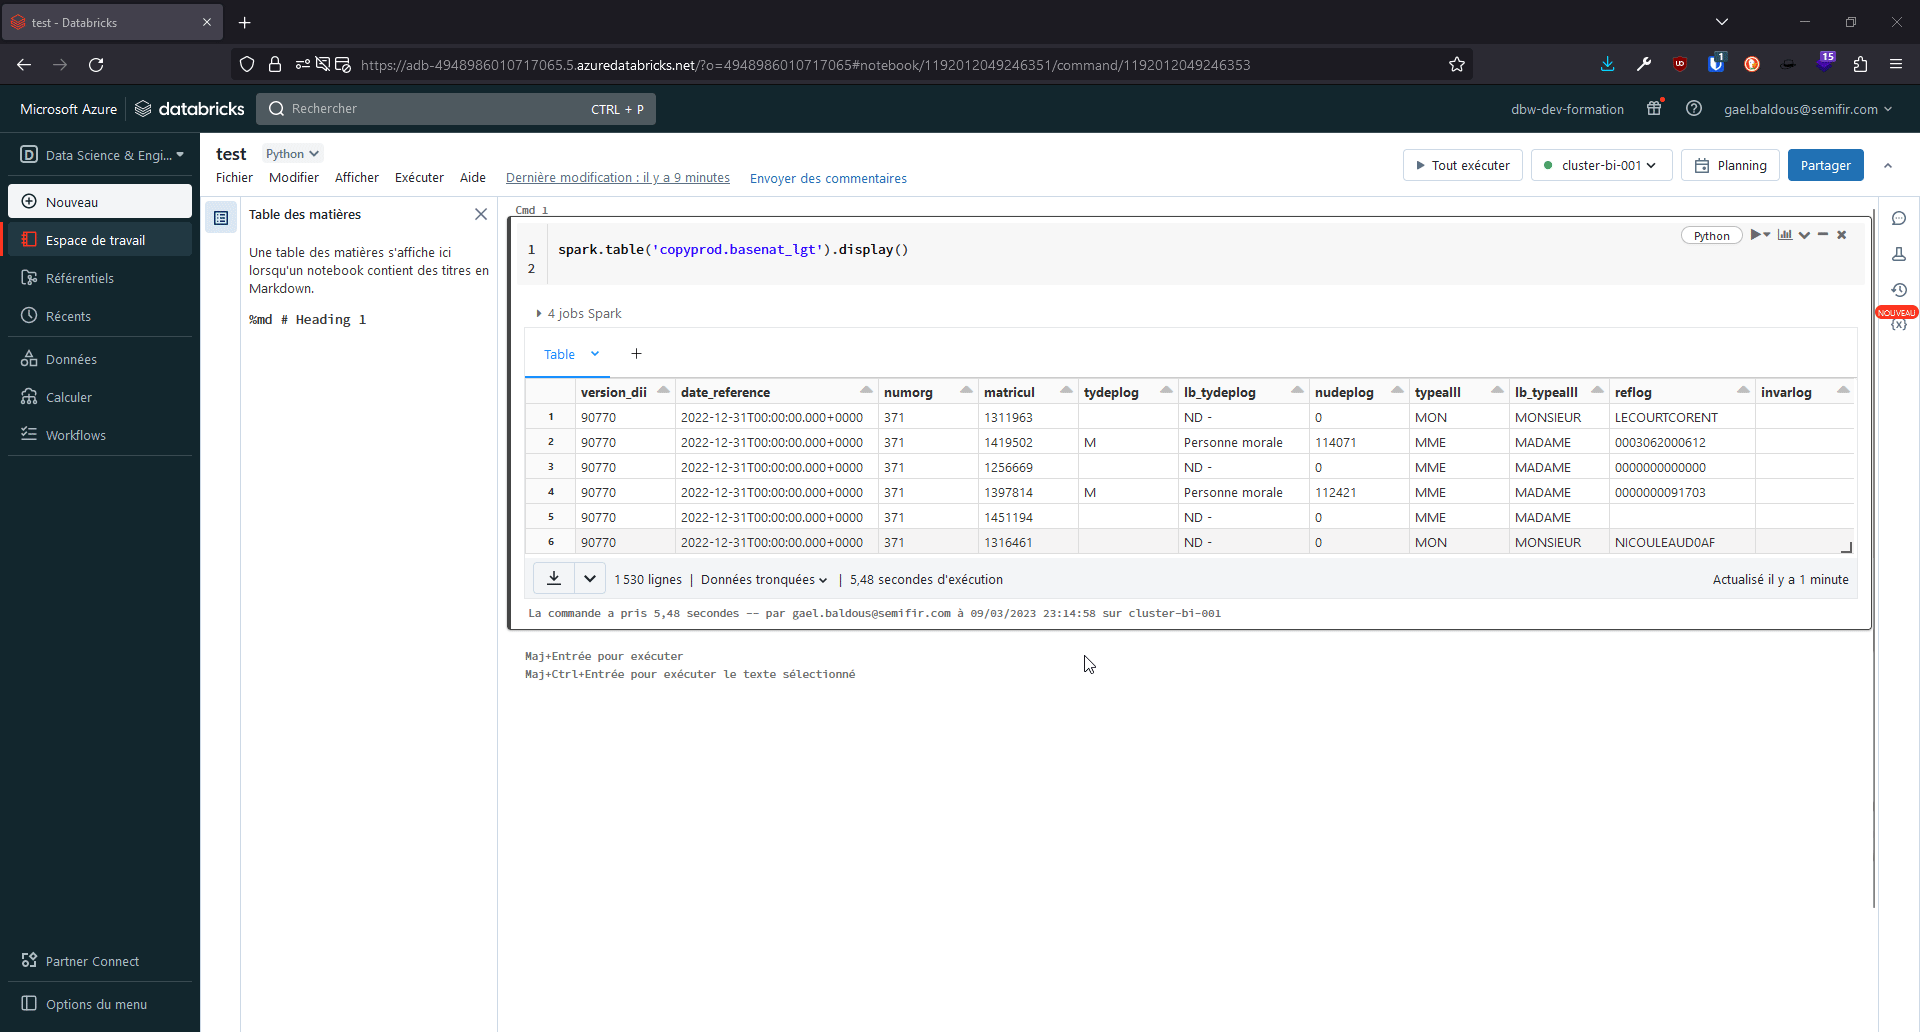 test - Databricks
https://adb-4948986010717065.5.azuredatabricks.net/?o=4948986010717065#notebook/1192012049246351/command/1192012049246353
1
15
Microsoft Azure databricks
Rechercher CTRL + P
dbw-dev-formation
gael.baldous@semifir.com
Data Science & Engi...
Nouveau
Espace de travail
Référentiels
Récents
Données
Calculer
Workflows
Partner Connect
Options du menu
test Python
Fichier Modifier Afficher Exécuter Aide Dernière modification : il y a 9 minutes Envoyer des commentaires
Tout exécuter cluster-bi-001 Planning Partager
Table des matières
Une table des matières s'affiche ici
lorsqu'un notebook contient des titres en
Markdown.
%md # Heading 1
Cmd 1
Python
1 spark.table('copyprod.basenat_lgt').display()
2
4 jobs Spark
Table
version_dii date_reference numorg matricul tydeplog lb_tydeplog nudeplog typealll lb_typealll reflog invarlog
1 90770 2022-12-31T00:00:00.000+0000 371 1311963 ND - 0 MON MONSIEUR LECOURTCORENT
2 90770 2022-12-31T00:00:00.000+0000 371 1419502 M Personne morale 114071 MME MADAME 0003062000612
3 90770 2022-12-31T00:00:00.000+0000 371 1256669 ND - 0 MME MADAME 0000000000000
4 90770 2022-12-31T00:00:00.000+0000 371 1397814 M Personne morale 112421 MME MADAME 0000000091703
5 90770 2022-12-31T00:00:00.000+0000 371 1451194 ND - 0 MME MADAME
6 90770 2022-12-31T00:00:00.000+0000 371 1316461 ND - 0 MON MONSIEUR NICOULEAUD0AF
1 530 lignes | Données tronquées | 5,48 secondes d'exécution
Actualisé il y a 1 minute
La commande a pris 5,48 secondes -- par gael.baldous@semifir.com à 09/03/2023 23:14:58 sur cluster-bi-001
Maj+Entrée pour exécuter
Maj+Ctrl+Entrée pour exécuter le texte sélectionné
NOUVEAU
{x}